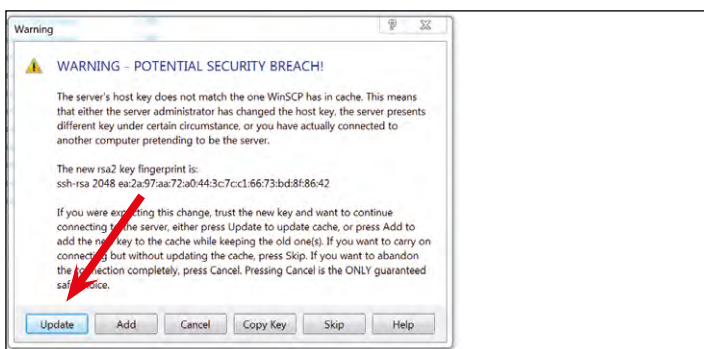 Warning
WARNING - POTENTIAL SECURITY BREACH!
The server's host key does not match the one WinSCP has in cache. This means
that either the server administrator has changed the host key, the server presents
different key under certain circumstance, or you have actually connected to
another computer pretending to be the server.
The new rsa2 key fingerprint is:
ssh-rsa 2048 ea:2a:97:aa:72:a0:44:3c:7c:c1:66:73:bd:8f:86:42
If you were expecting this change, trust the new key and want to continue
connecting to the server, either press Update to update cache, or press Add to
add the new key to the cache while keeping the old one(s). If you want to carry on
connecting but without updating the cache, press Skip. If you want to abandon
the connection completely, press Cancel. Pressing Cancel is the ONLY guaranteed
safe choice.
Update Add Cancel Copy Key Skip Help